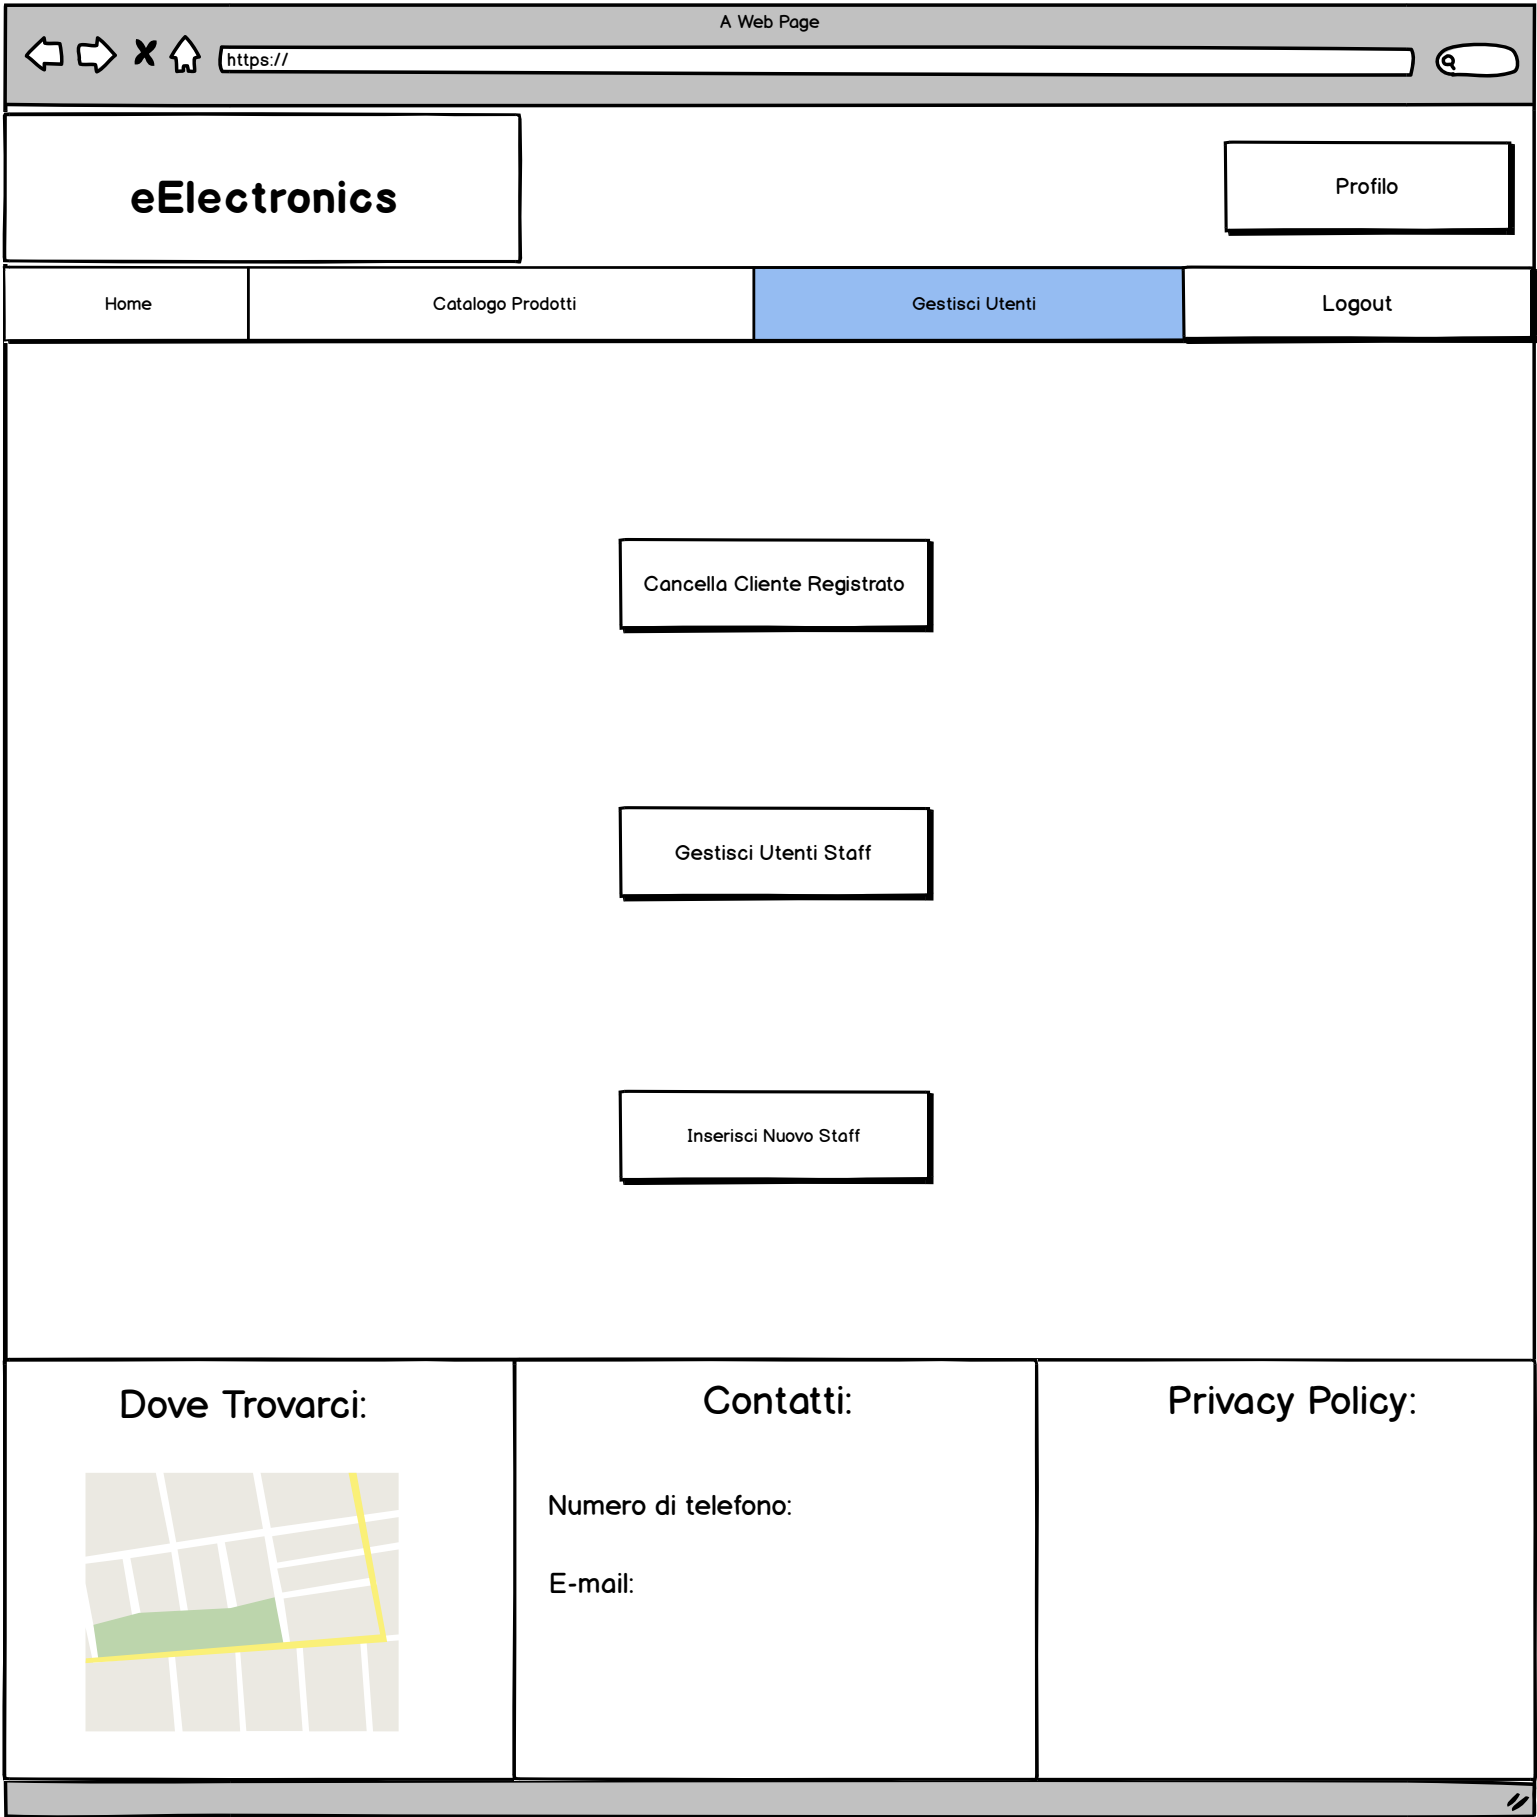 A Web Page
https://
eElectronics
Profilo
Home
Catalogo Prodotti
Gestisci Utenti
Logout
Cancella Cliente Registrato
Gestisci Utenti Staff
Inserisci Nuovo Staff
Dove Trovarci:
Contatti:
Numero di telefono:
E-mail:
Privacy Policy: